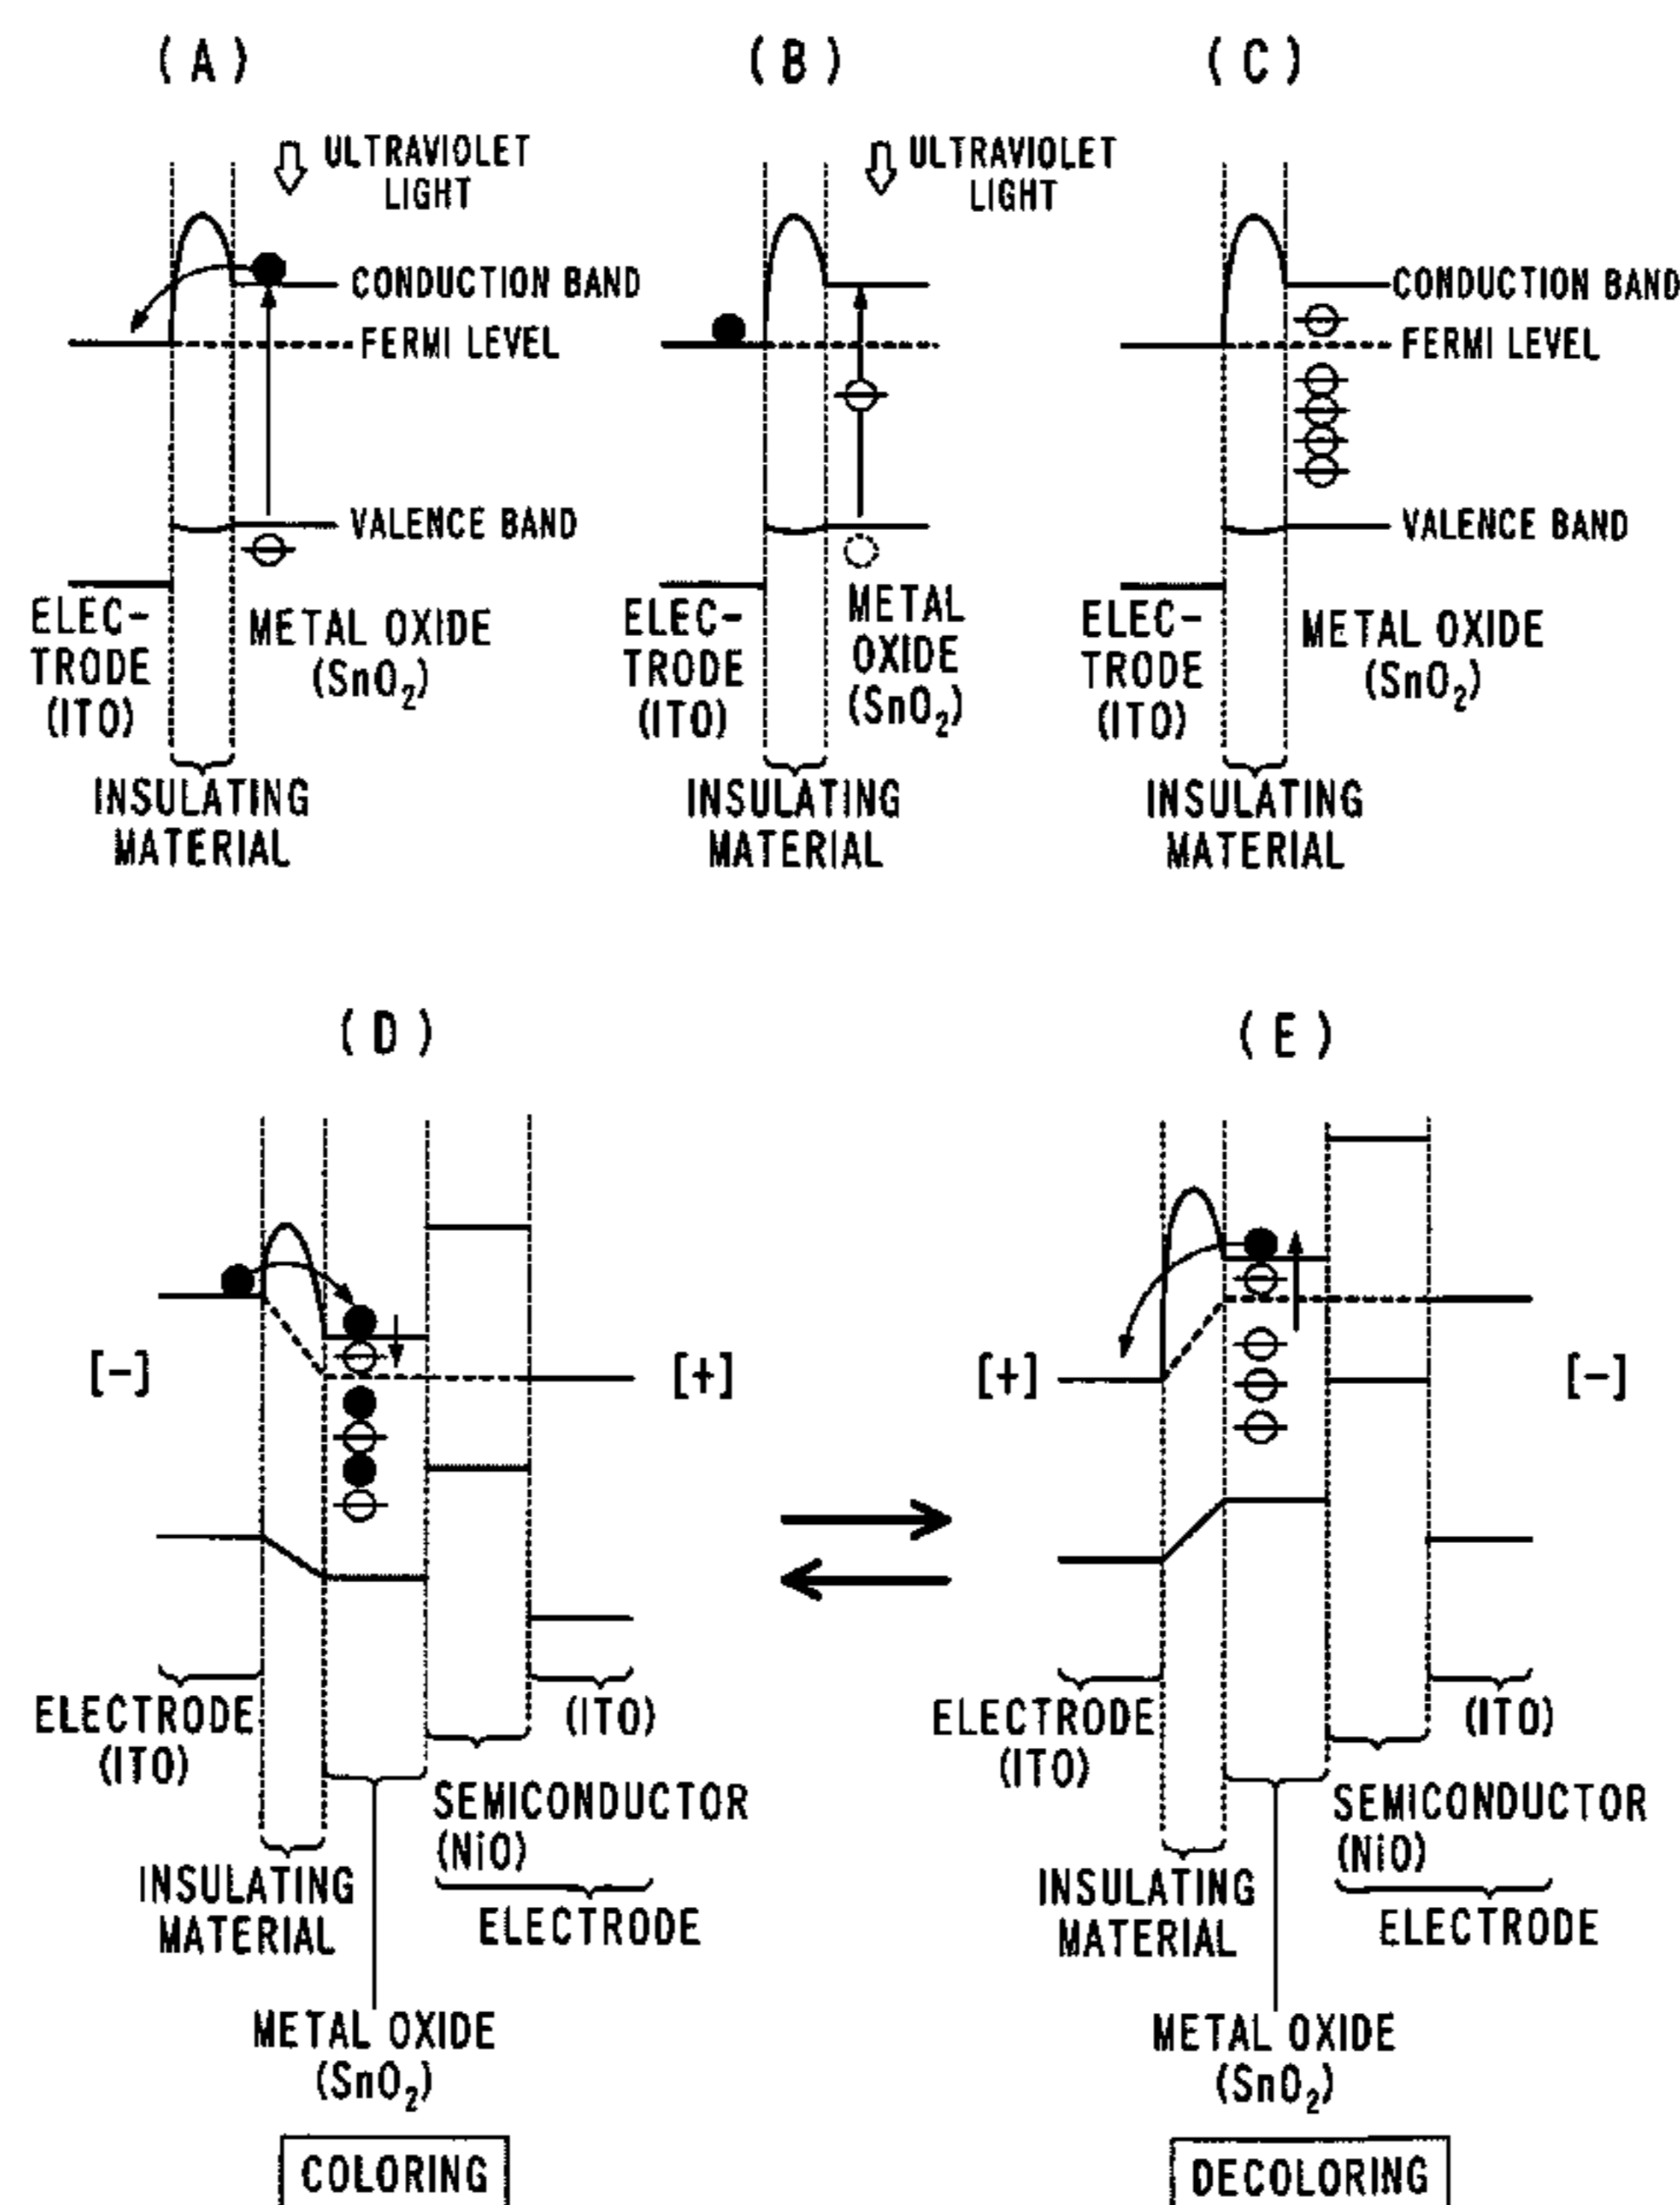 (A)
ULTRAVIOLET
LIGHT
CONDUCTION BAND
FERMI LEVEL
VALENCE BAND
ELEC-
TRODE
(ITO)
METAL OXIDE
(SnO₂)
INSULATING
MATERIAL
(B)
ULTRAVIOLET
LIGHT
ELEC-
TRODE
(ITO)
METAL
OXIDE
(SnO₂)
INSULATING
MATERIAL
(C)
CONDUCTION BAND
FERMI LEVEL
VALENCE BAND
ELEC-
TRODE
(ITO)
METAL OXIDE
(SnO₂)
INSULATING
MATERIAL
(D)
[-]
[+]
ELECTRODE
(ITO)
(ITO)
SEMICONDUCTOR
(NiO)
INSULATING
MATERIAL
ELECTRODE
METAL OXIDE
(SnO₂)
COLORING
(E)
[+]
[-]
ELECTRODE
(ITO)
(ITO)
SEMICONDUCTOR
(NiO)
INSULATING
MATERIAL
ELECTRODE
METAL OXIDE
(SnO₂)
DECOLORING